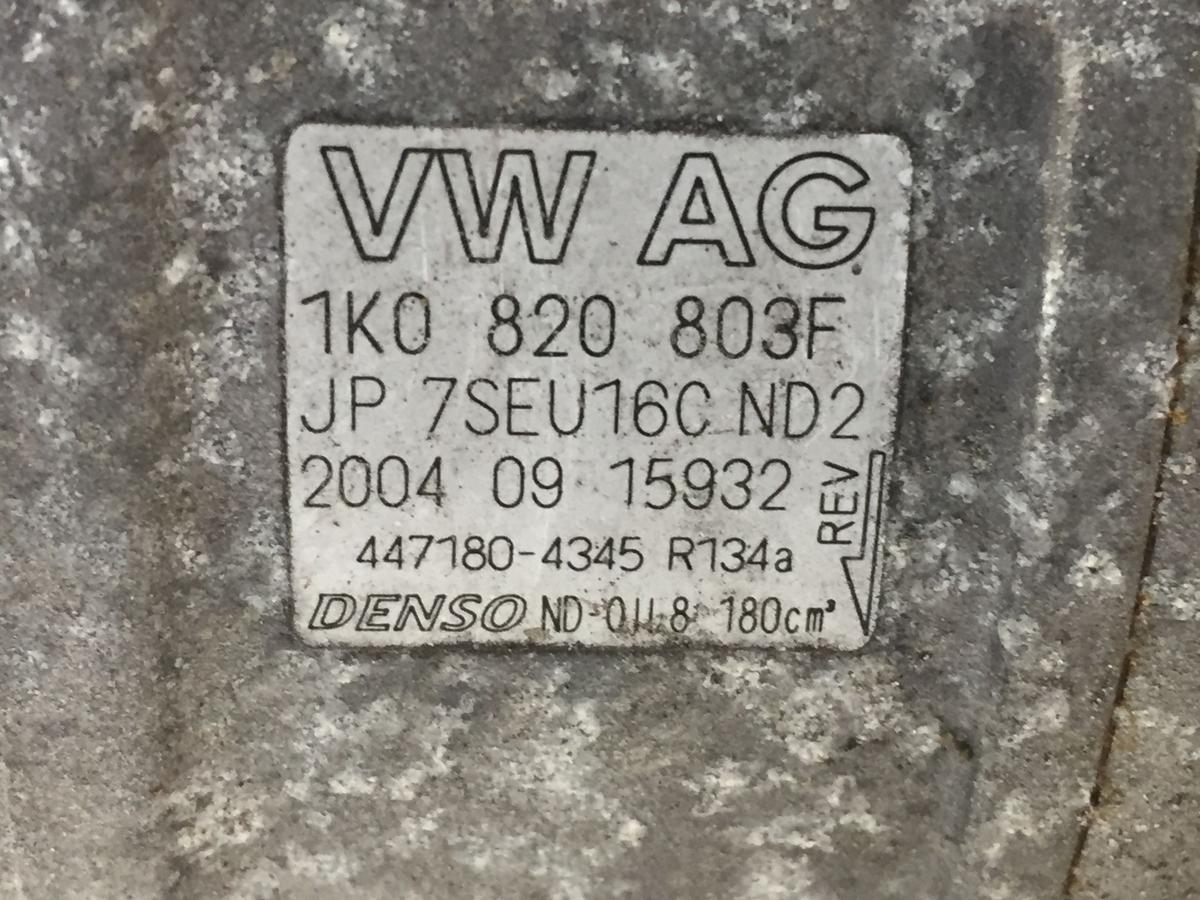 VW AG.
1K0 820 803F
JP 7SEU16C ND2
2004 09 15932
REV
447180-4345 R134a
DENSO ND-OIL8 180cm³